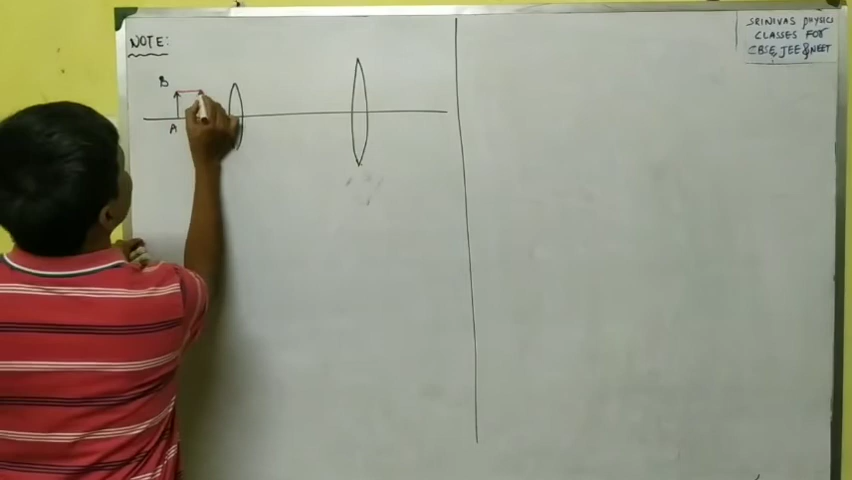 NOTE:
B
A
SRINIVAS PHYSICS
CLASSES FOR
CBSE, JEE & NEET